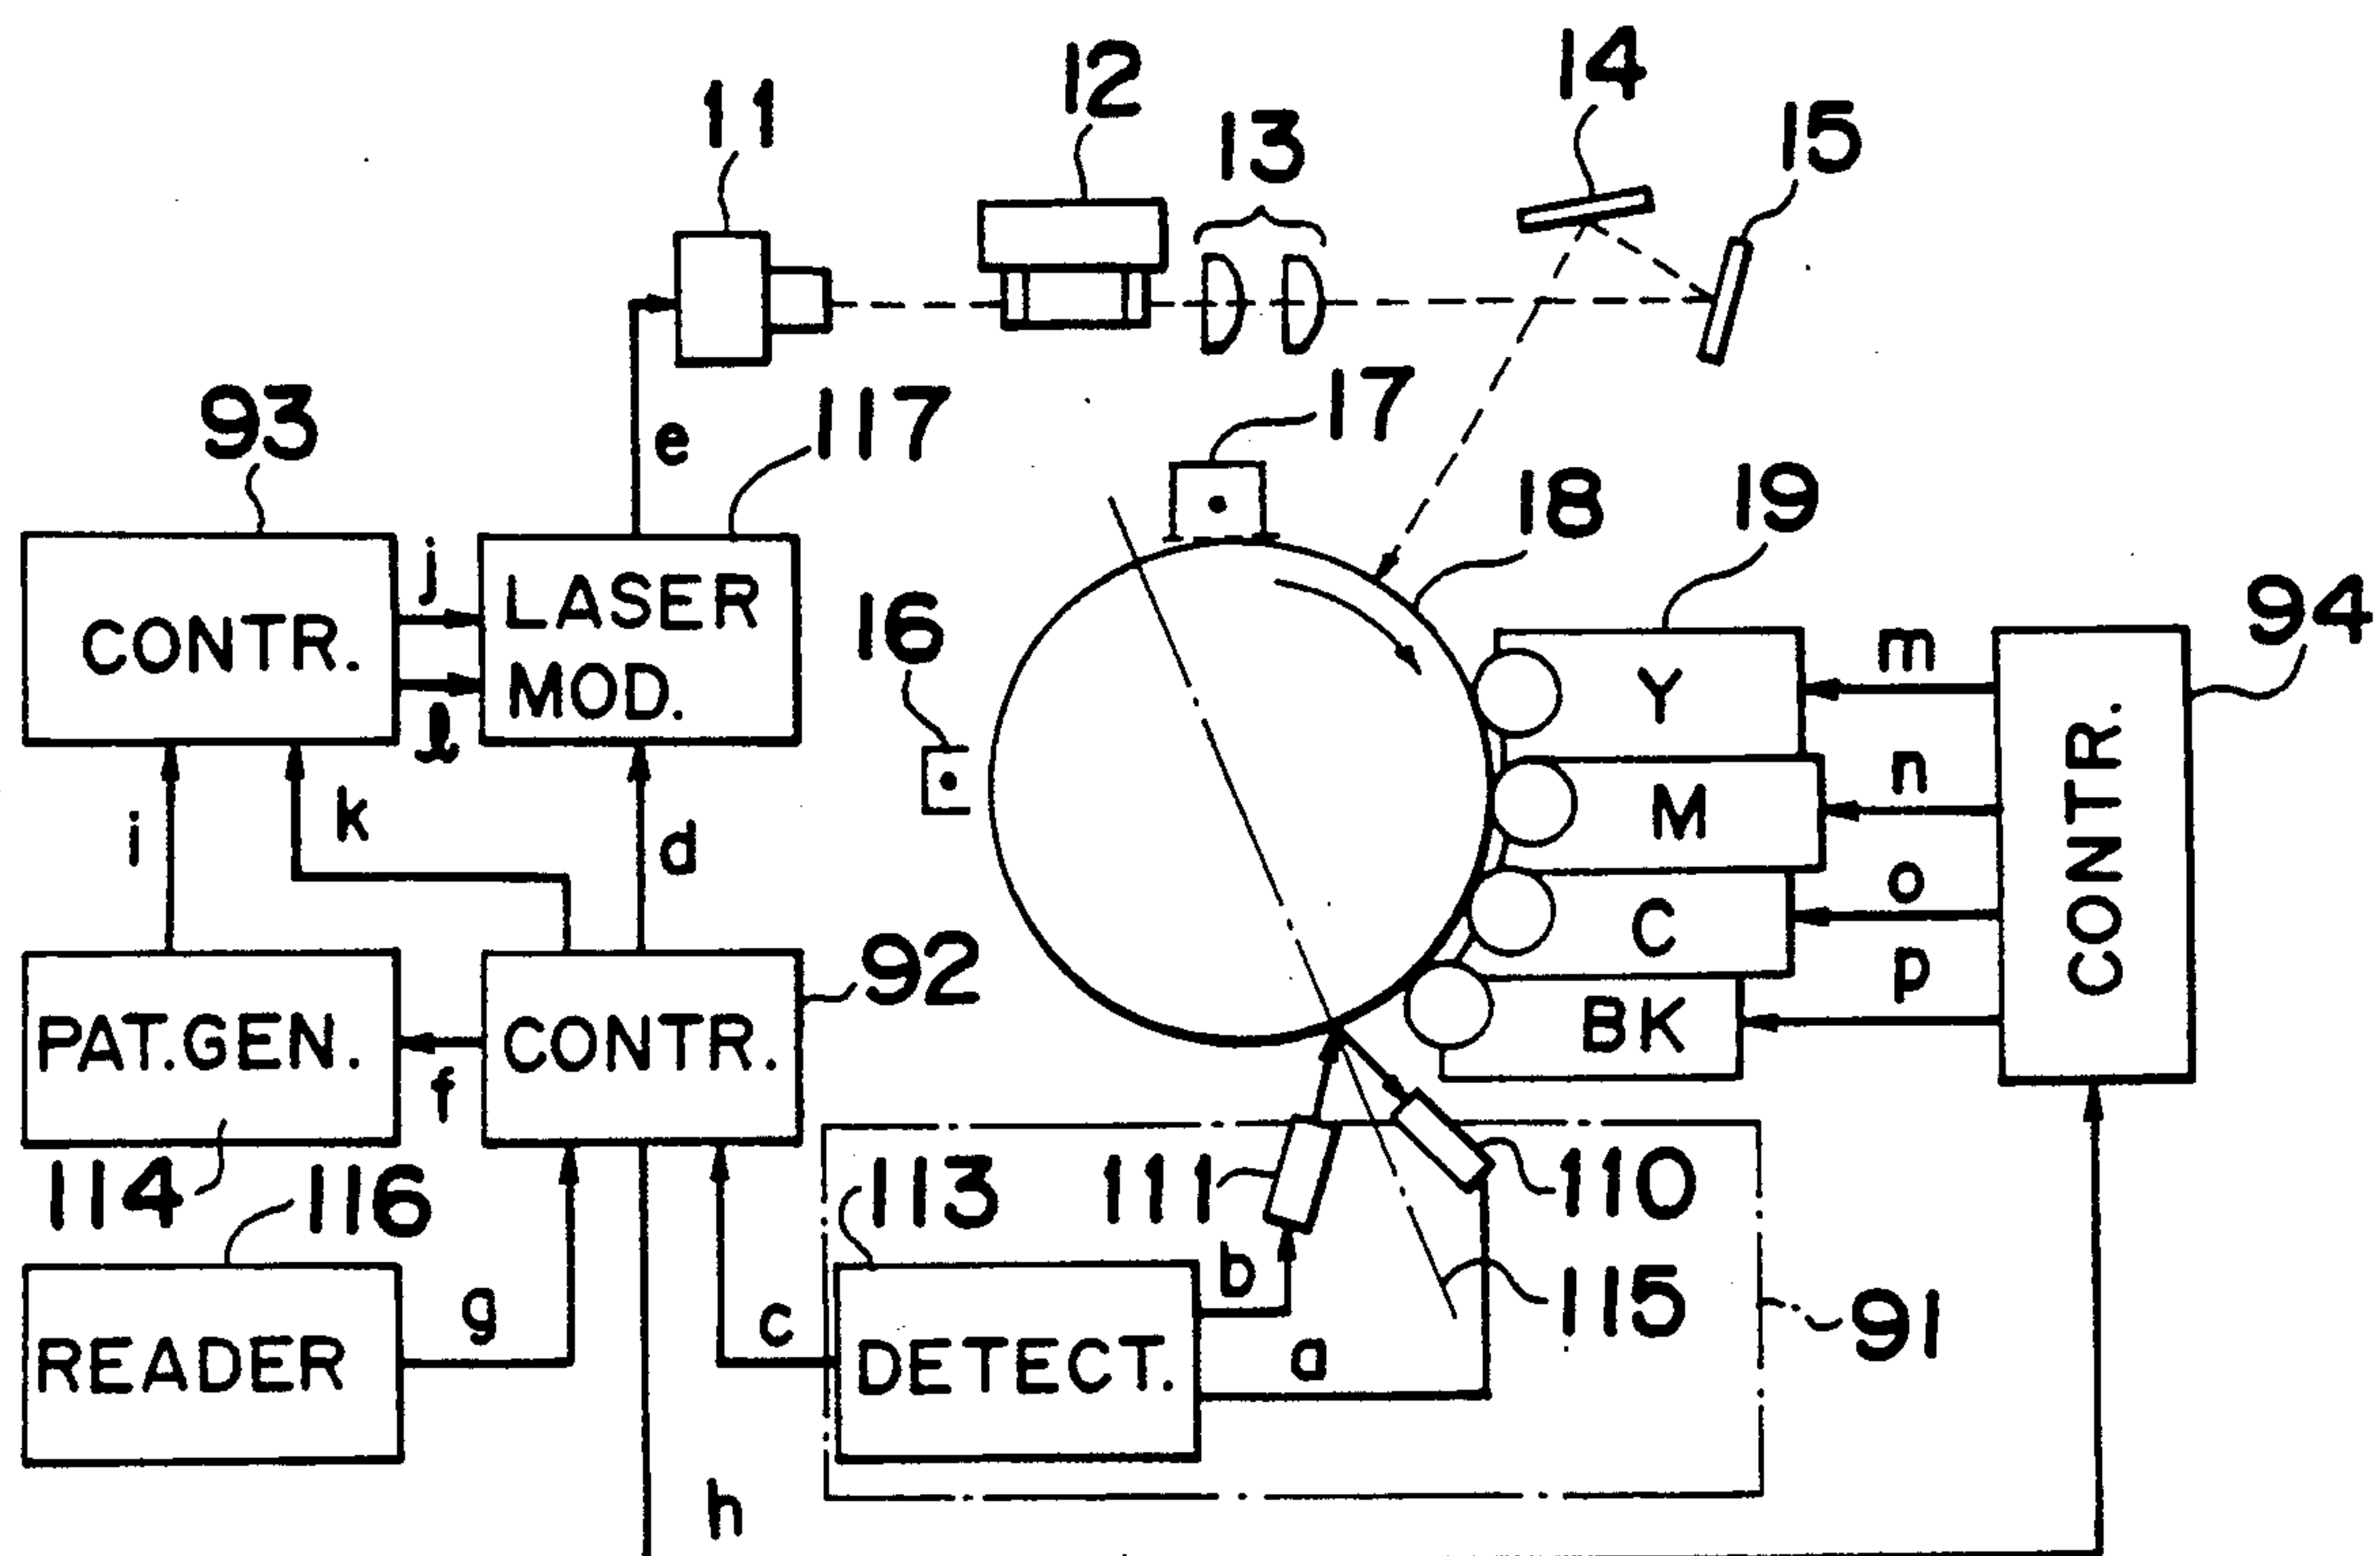 14
12
15
11
13
17
93
e
117
18
19
94
j
16
m
LASER
CONTR.
MOD.
Y
l
n
CONTR.
i
k
d
M
o
C
92
p
PAT.GEN.
f
CONTR.
BK
114
116
113
111
110
b
115
g
c
91
READER
DETECT.
a
h